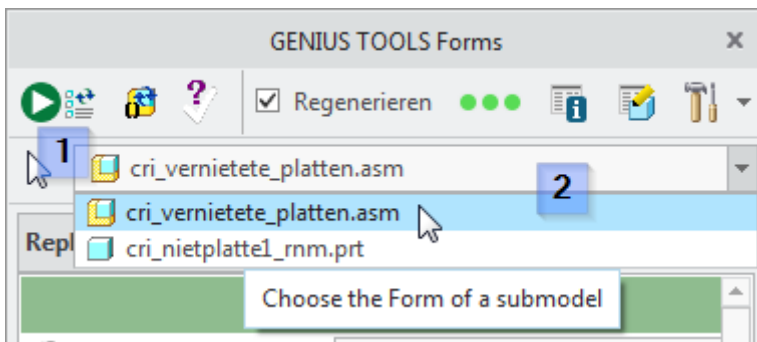 GENIUS TOOLS Forms
Regenerieren
1
cri_vernietete_platten.asm
2
cri_vernietete_platten.asm
Repl
cri_nietplatte1_rnm.prt
Choose the Form of a submodel